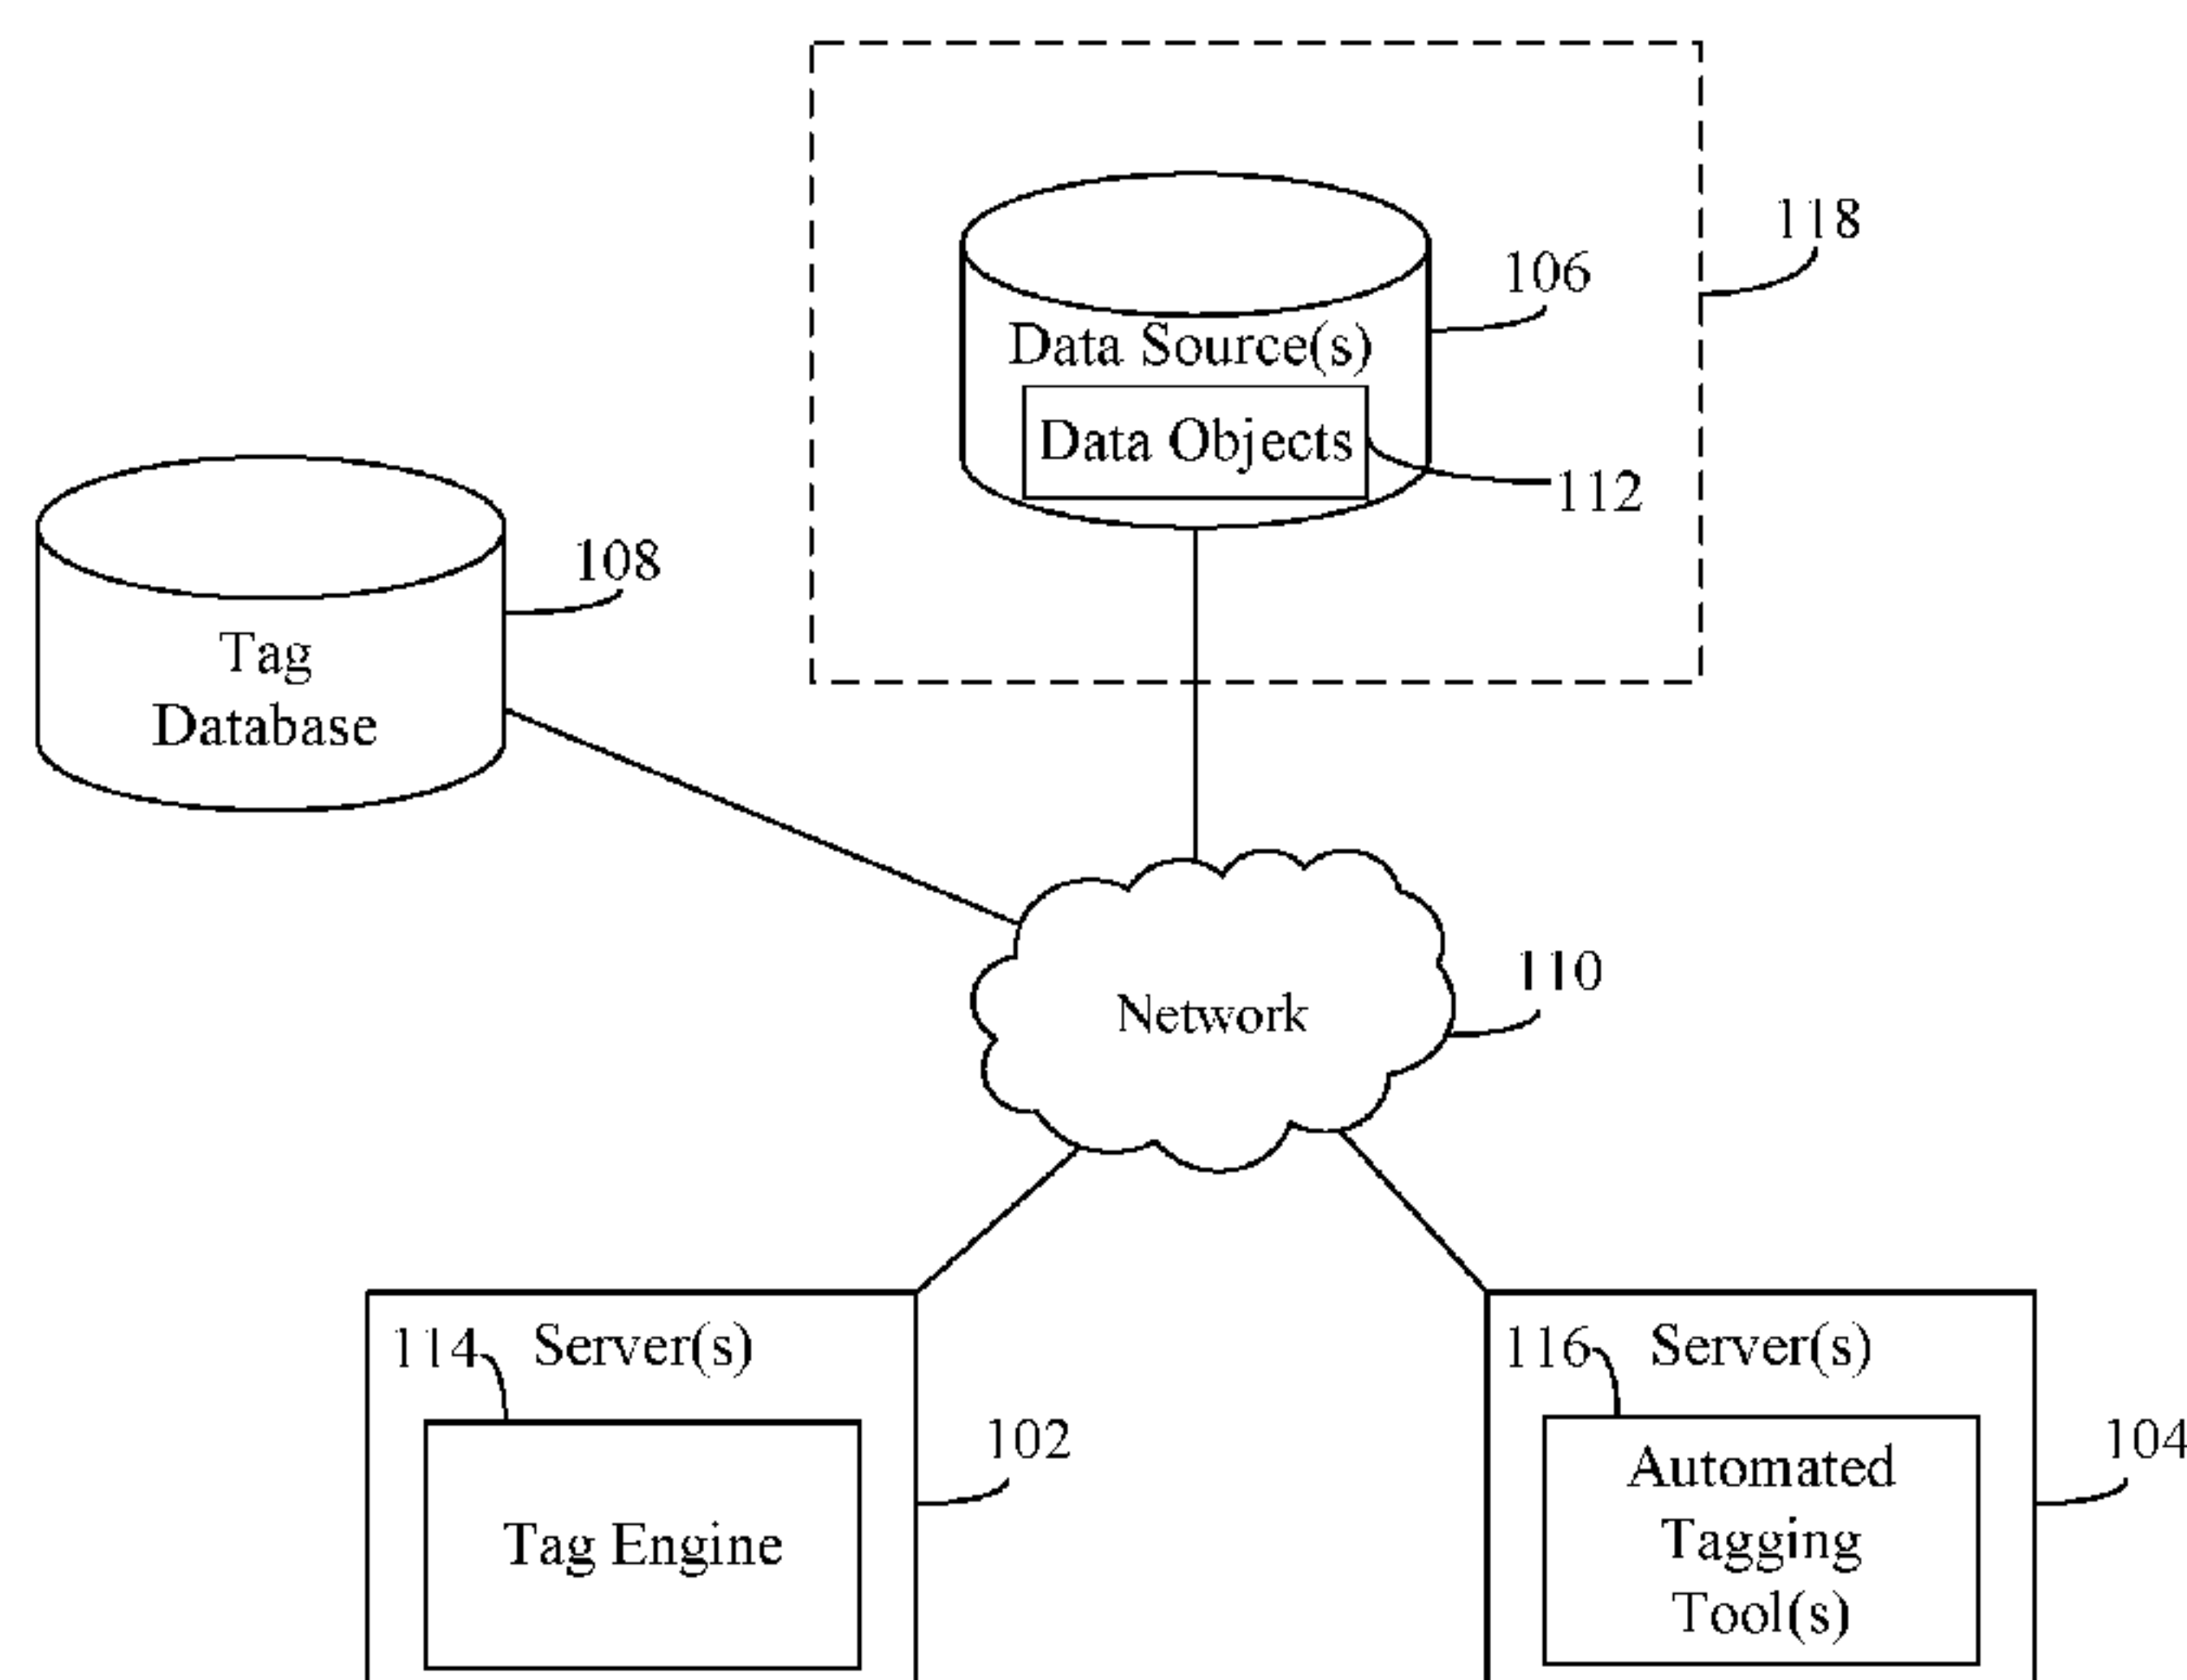 118
106
Data Source(s)
Data Objects
112
108
Tag
Database
110
Network
114
Server(s)
102
Tag Engine
116
Server(s)
104
Automated
Tagging
Tool(s)